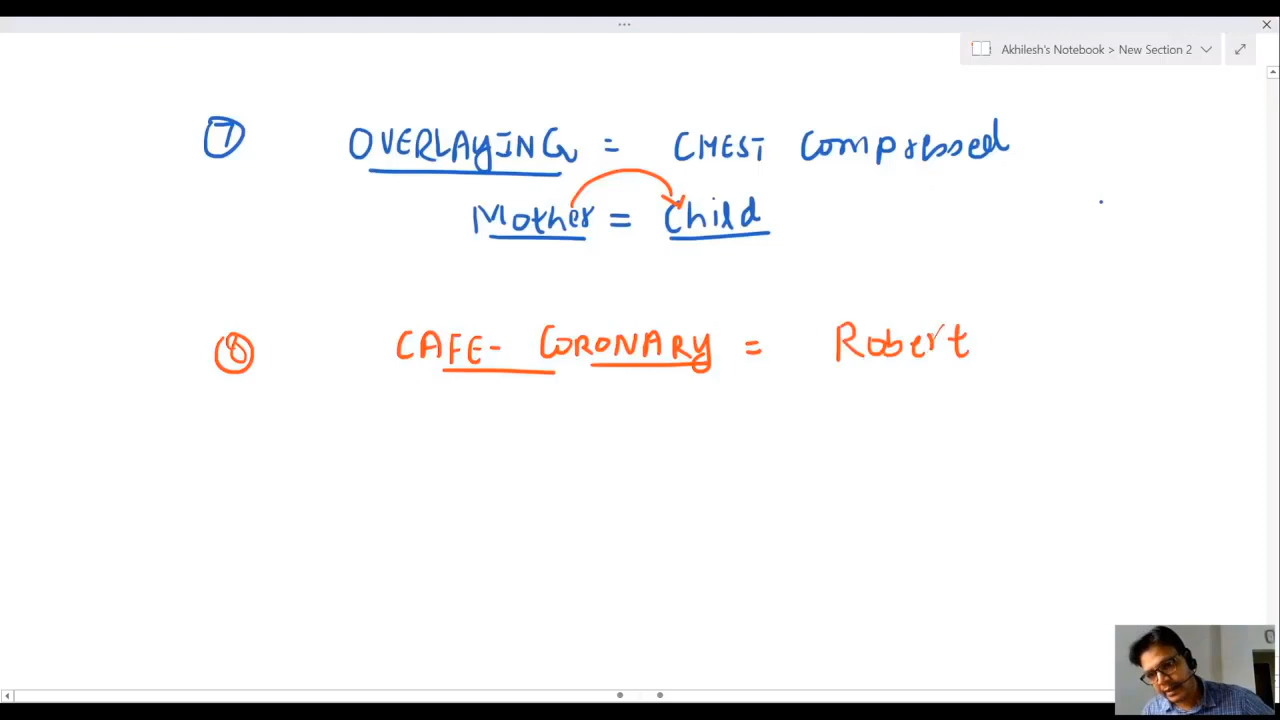 Akhilesh's Notebook > New Section 2
7 OVERLAYING = CHEST Compressed
Mother = Child
8 CAFE- CORONARY = Robert